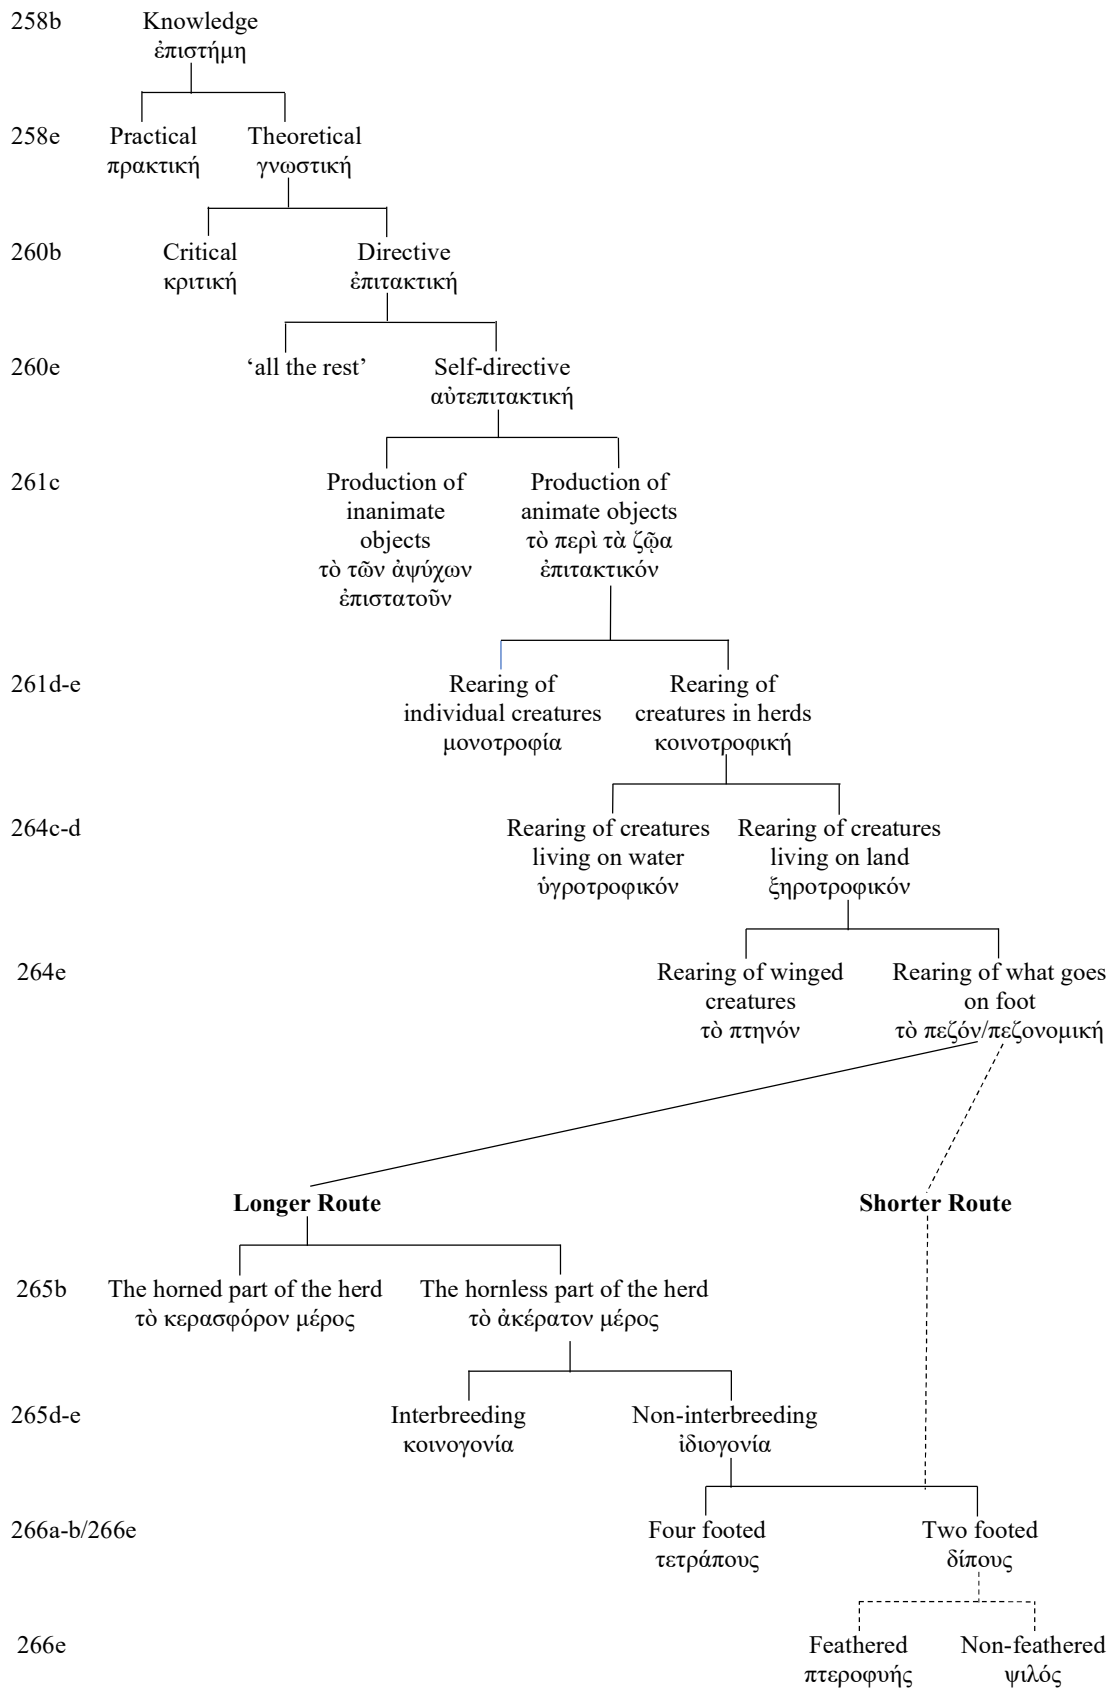 258b Knowledge
ἐπιστήμη
258e Practical Theoretical
πρακτική γνωστική
260b Critical Directive
κριτική ἐπιτακτική
260e ‘all the rest’ Self-directive
αὐτεπιτακτική
261c Production of Production of
inanimate animate objects
objects τὸ περὶ τὰ ζῷα
τὸ τῶν ἀψύχων ἐπιτακτικόν
ἐπιστατοῦν
261d-e Rearing of Rearing of
individual creatures creatures in herds
μονοτροφία κοινοτροφική
264c-d Rearing of creatures Rearing of creatures
living on water living on land
ὑγροτροφικόν ξηροτροφικόν
264e Rearing of winged Rearing of what goes
creatures on foot
τὸ πτηνόν τὸ πεζόν/πεζονομική
Longer Route Shorter Route
265b The horned part of the herd The hornless part of the herd
τὸ κερασφόρον μέρος τὸ ἀκέρατον μέρος
265d-e Interbreeding Non-interbreeding
κοινογονία ἰδιογονία
266a-b/266e Four footed Two footed
τετράπους δίπους
266e Feathered Non-feathered
πτεροφυής ψιλός